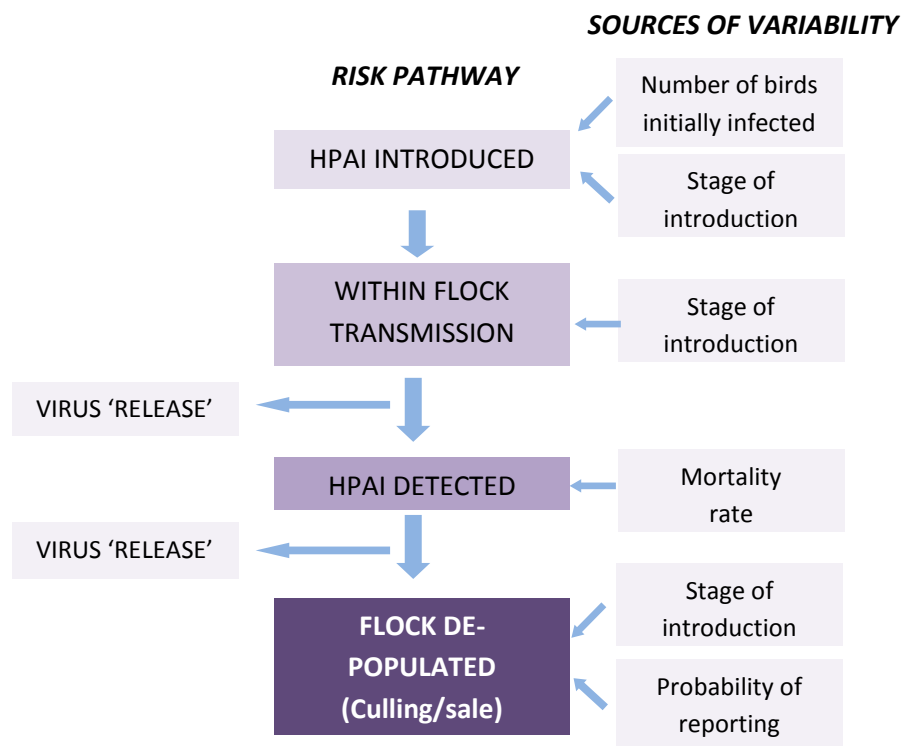 SOURCES OF VARIABILITY
RISK PATHWAY
Number of birds
initially infected
HPAI INTRODUCED
Stage of
introduction
WITHIN FLOCK
TRANSMISSION
Stage of
introduction
VIRUS ‘RELEASE’
HPAI DETECTED
Mortality
rate
VIRUS ‘RELEASE’
FLOCK DE-
POPULATED
(Culling/sale)
Stage of
introduction
Probability of
reporting